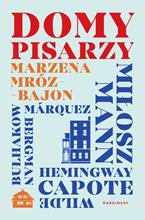 DOMY
PISARZY
MARZENA
MRÓZ-
BAJON
MIŁOSZ
MANN
MÁRQUEZ
BERGMAN
BUŁHAKOW
HEMINGWAY
CAPOTE
WILDE
MARGINESY